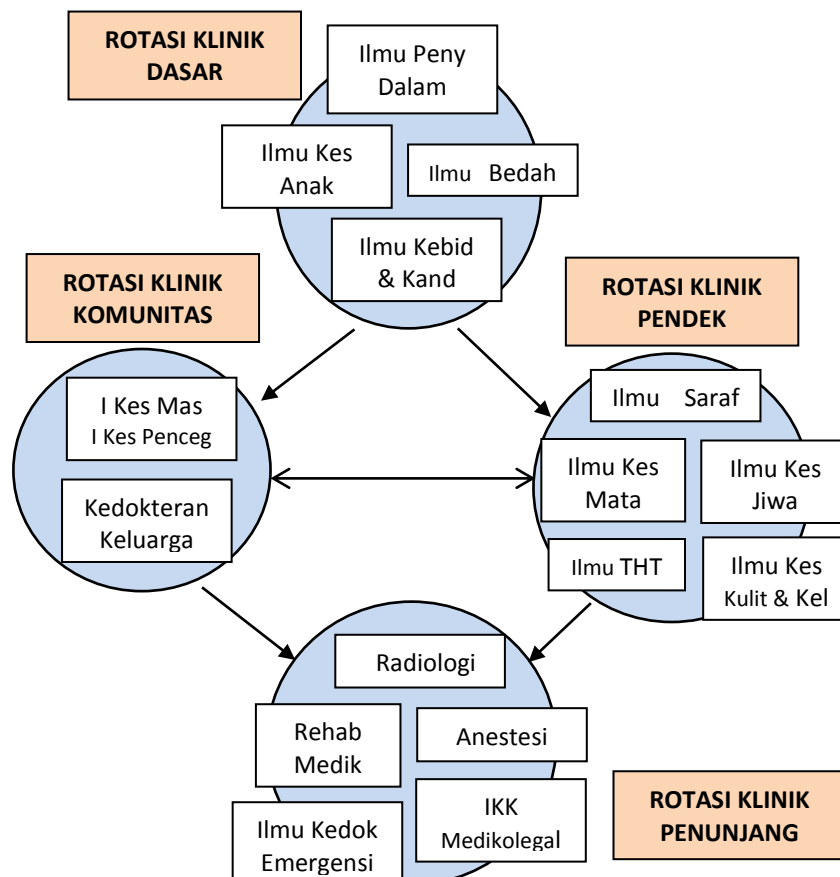 ROTASI KLINIK
DASAR
Ilmu Peny
Dalam
Ilmu Kes
Anak
Ilmu Bedah
Ilmu Kebid
& Kand
ROTASI KLINIK
KOMUNITAS
ROTASI KLINIK
PENDEK
I Kes Mas
I Kes Penceg
Kedokteran
Keluarga
Ilmu Saraf
Ilmu Kes
Mata
Ilmu Kes
Jiwa
Ilmu THT
Ilmu Kes
Kulit & Kel
Radiologi
Rehab
Medik
Anestesi
Ilmu Kedok
Emergensi
IKK
Medikolegal
ROTASI KLINIK
PENUNJANG